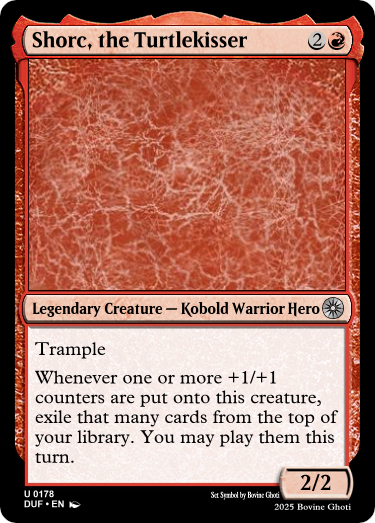 Shorc, the Turtlekisser 2
Legendary Creature — Kobold Warrior Hero
Trample
Whenever one or more +1/+1
counters are put onto this creature,
exile that many cards from the top of
your library. You may play them this
turn.
2/2
U 0178
DUF • EN
Set Symbol by Bovine Ghoti
2025 Bovine Ghoti